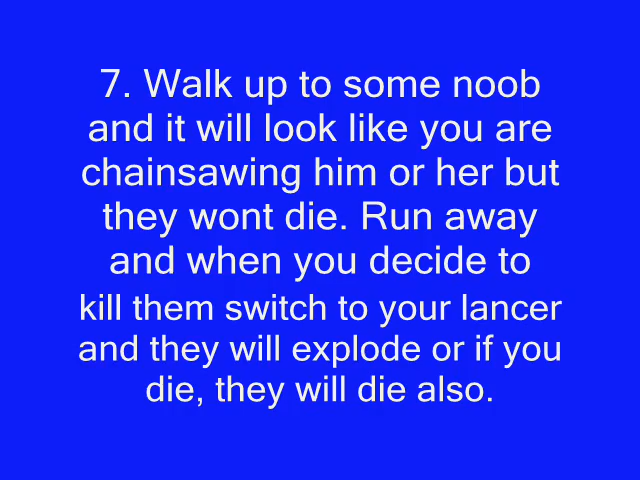 7. Walk up to some noob
and it will look like you are
chainsawing him or her but
they wont die. Run away
and when you decide to
kill them switch to your lancer
and they will explode or if you
die, they will die also.